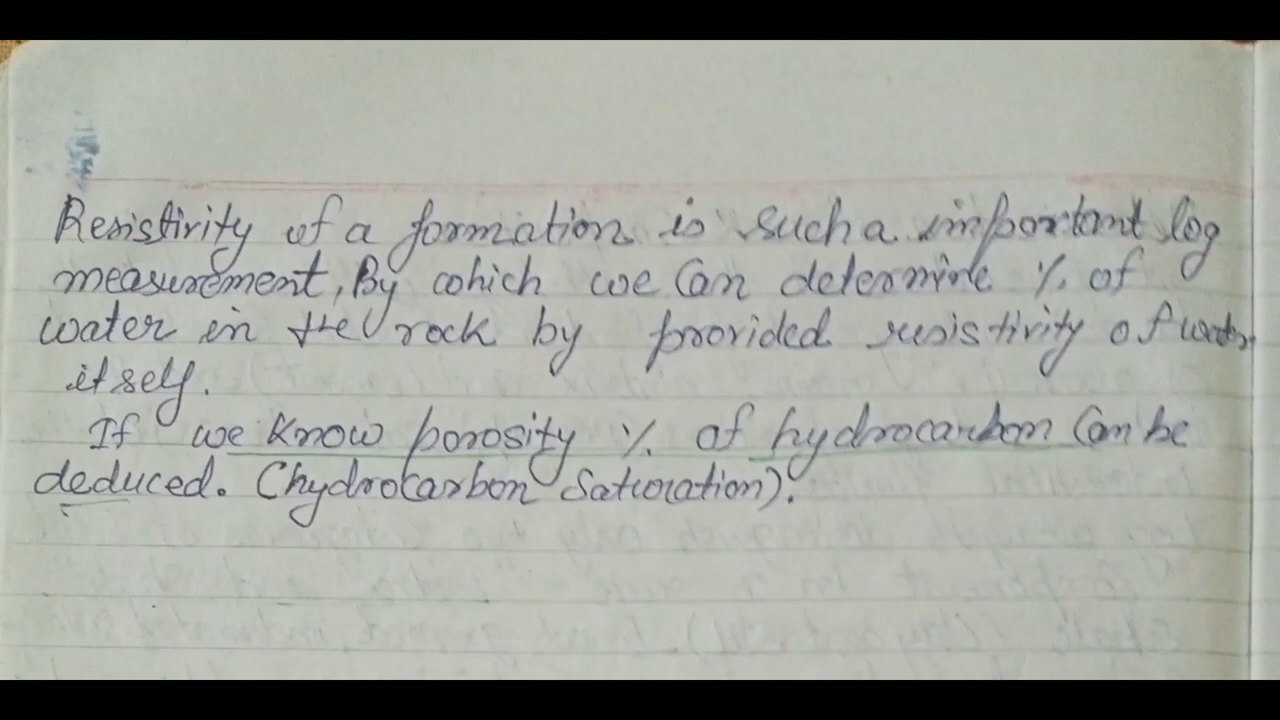 Resistivity of a formation is such a important log
measurement, By which we Can determine % of
water in the rock by provided resistivity of water
itself.
If we know porosity % of hydrocarbon Can be
deduced. (hydrocarbon Saturation).